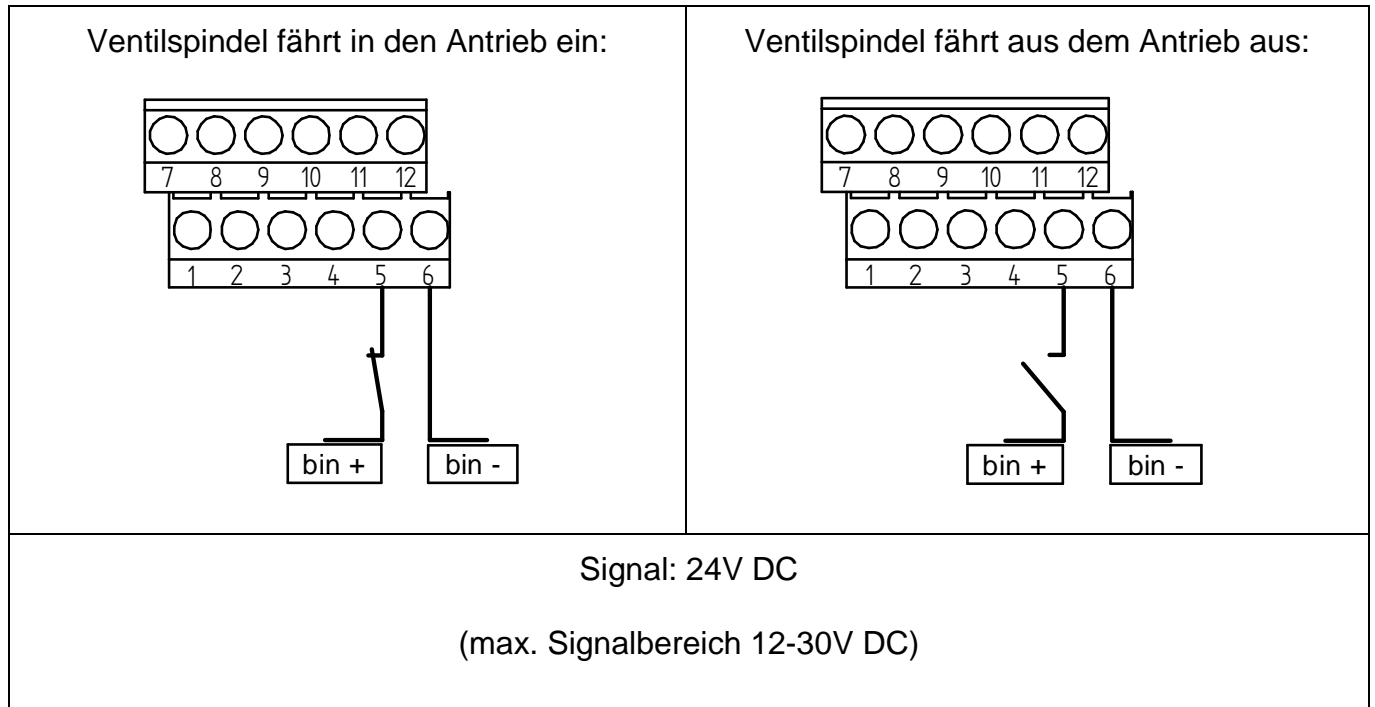 Ventilspindel fährt in den Antrieb ein:
7 8 9 10 11 12
1 2 3 4 5 6
bin + bin -
Ventilspindel fährt aus dem Antrieb aus:
7 8 9 10 11 12
1 2 3 4 5 6
bin + bin -
Signal: 24V DC
(max. Signalbereich 12-30V DC)